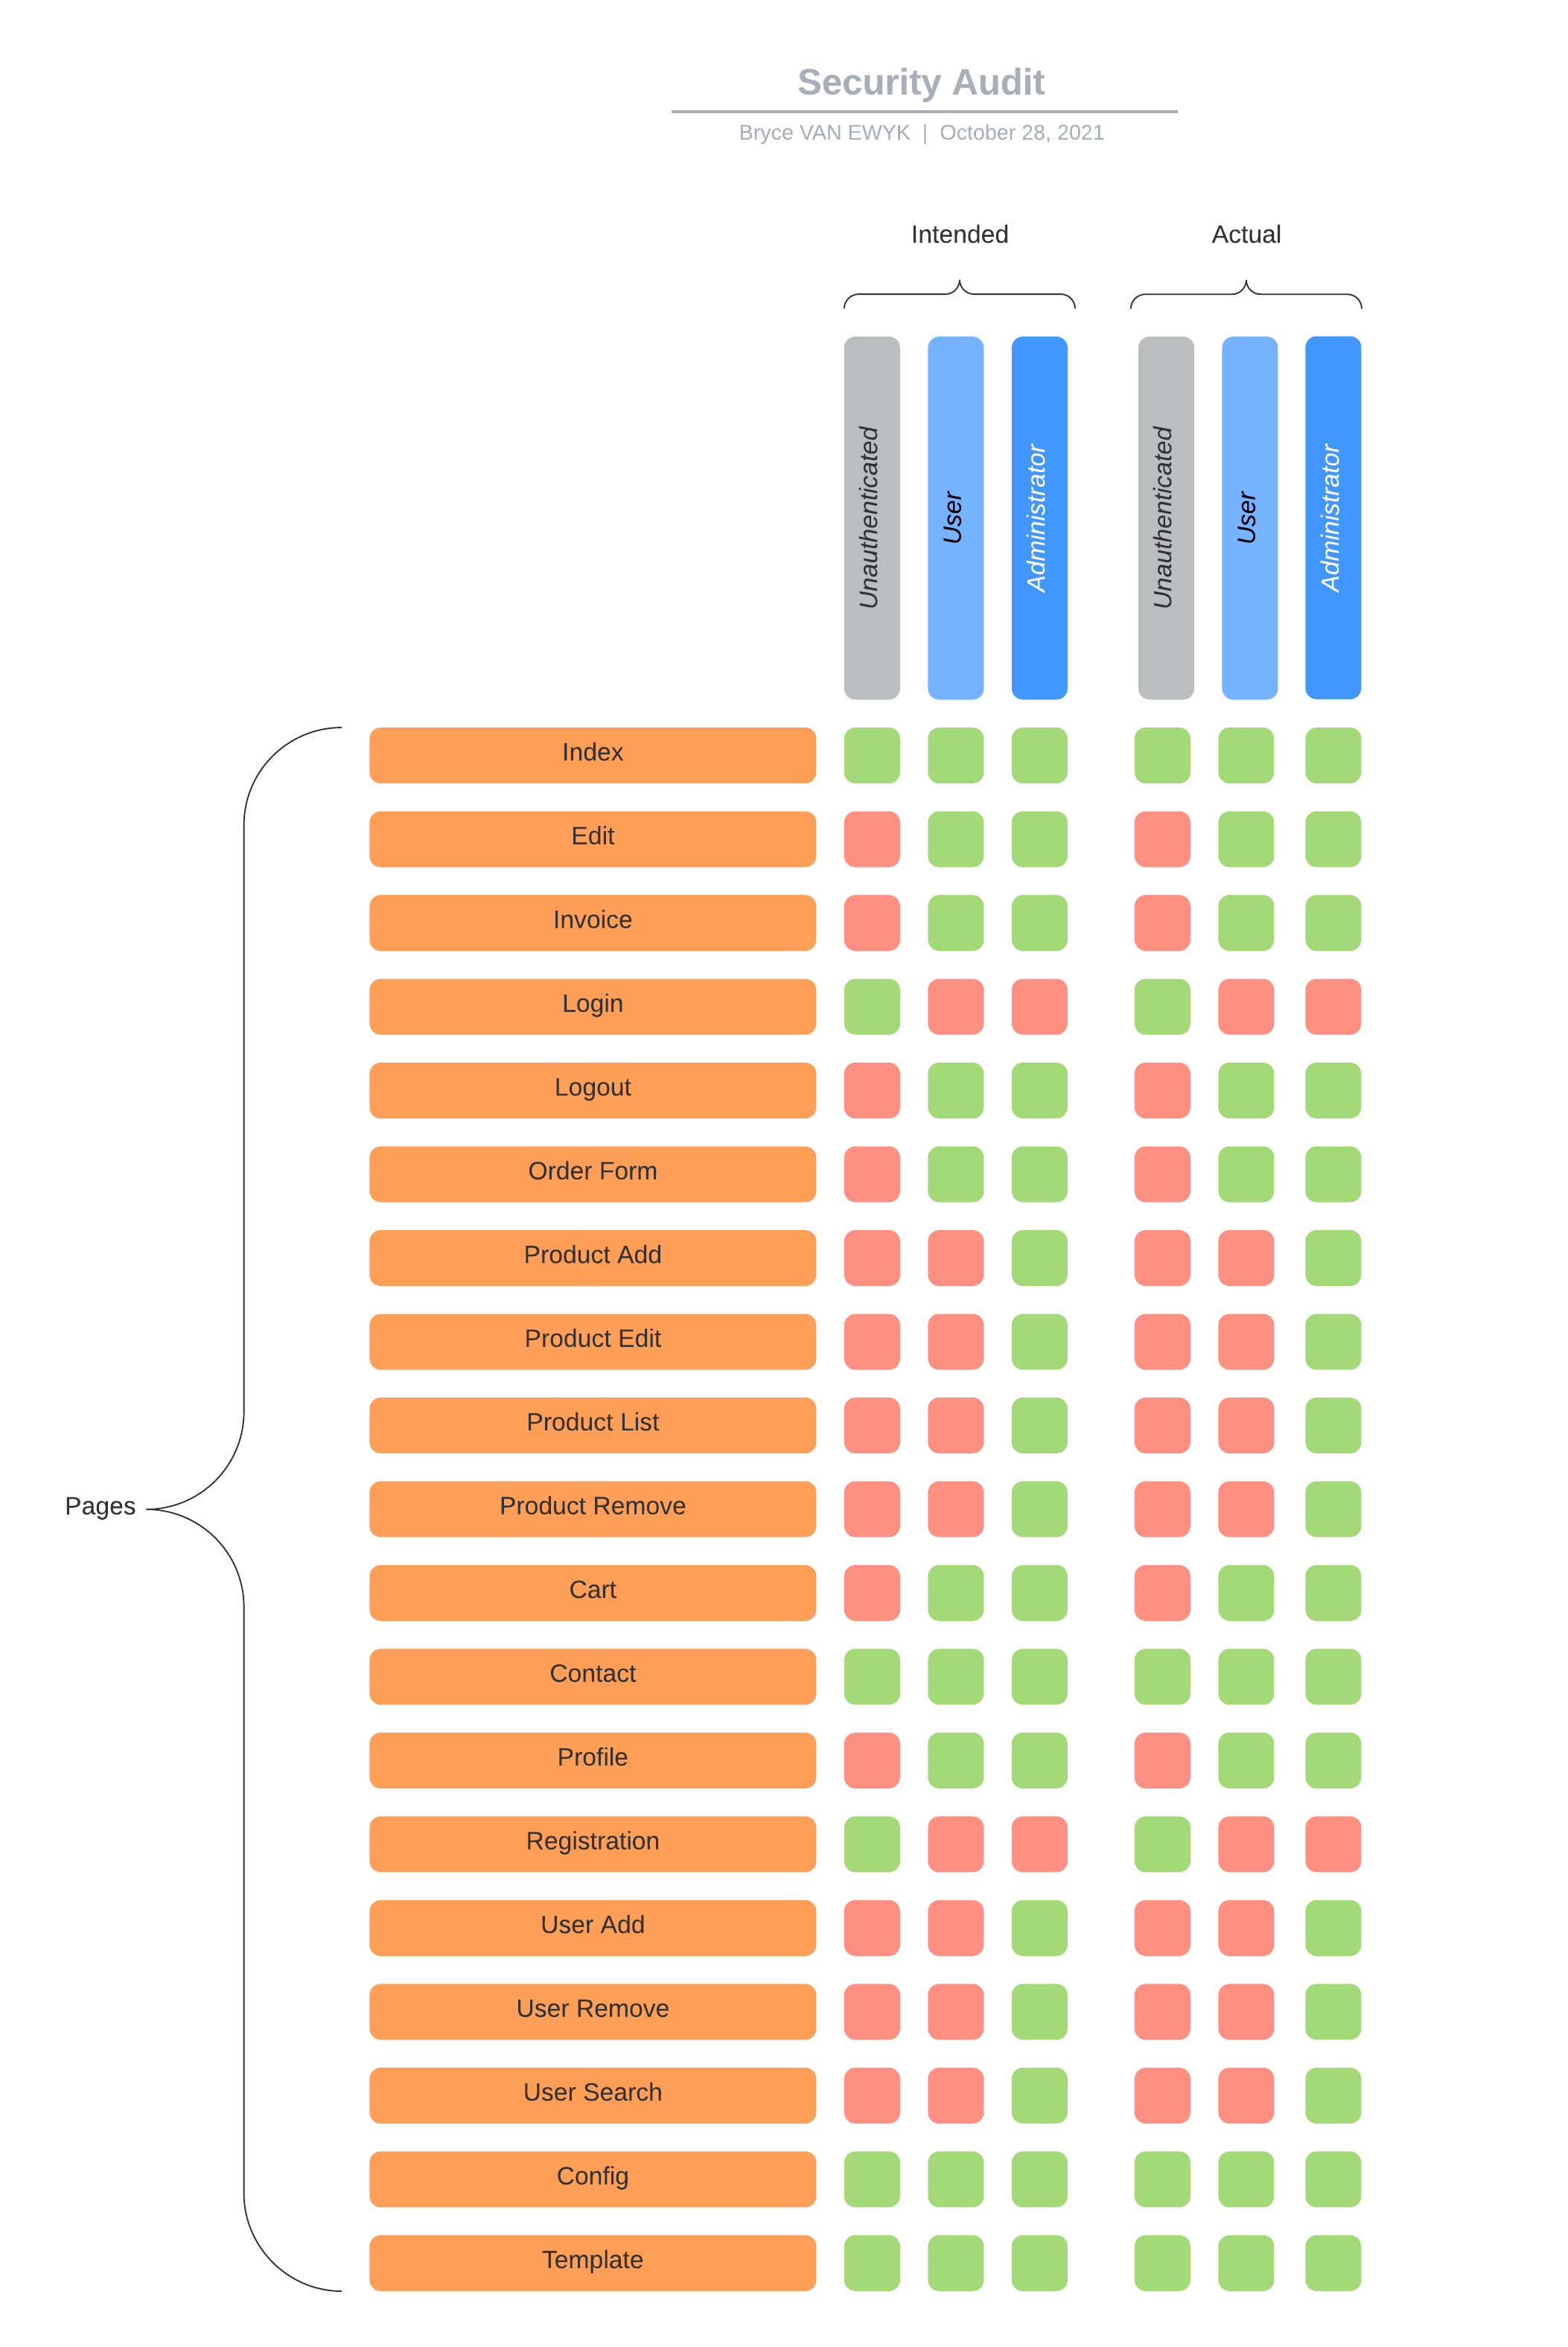 Security Audit
Bryce VAN EWYK | October 28, 2021
Intended
Actual
Unauthenticated
User
Administrator
Unauthenticated
User
Administrator
Index
Edit
Invoice
Login
Logout
Order Form
Product Add
Product Edit
Product List
Pages
Product Remove
Cart
Contact
Profile
Registration
User Add
User Remove
User Search
Config
Template